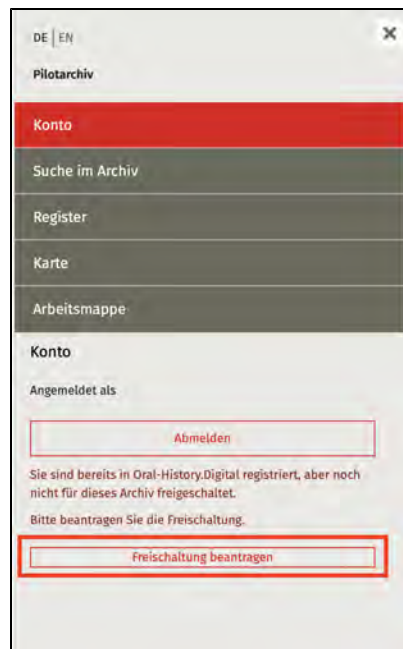 DE | EN
Pilotarchiv
Konto
Suche im Archiv
Register
Karte
Arbeitsmappe
Konto
Angemeldet als
Abmelden
Sie sind bereits in Oral-History.Digital registriert, aber noch
nicht für dieses Archiv freigeschaltet.
Bitte beantragen Sie die Freischaltung.
Freischaltung beantragen